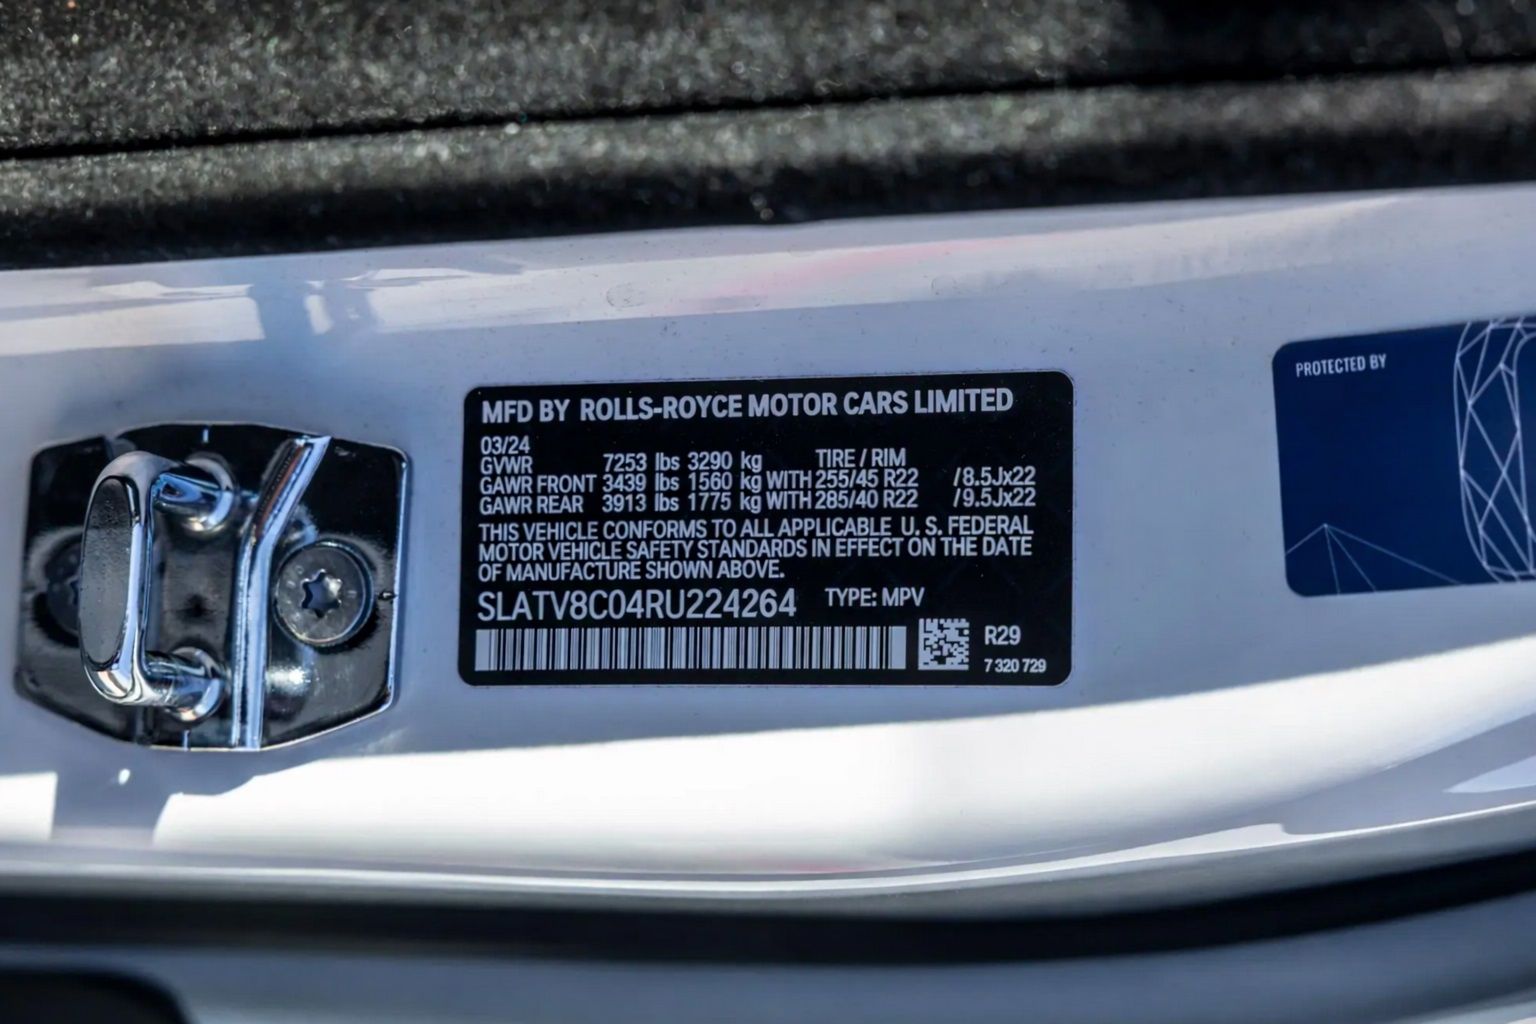 MFD BY ROLLS-ROYCE MOTOR CARS LIMITED
03/24
GVWR 7253 lbs 3290 kg TIRE / RIM
GAWR FRONT 3439 lbs 1560 kg WITH 255/45 R22 /8.5Jx22
GAWR REAR 3913 lbs 1775 kg WITH 285/40 R22 /9.5Jx22
THIS VEHICLE CONFORMS TO ALL APPLICABLE U. S. FEDERAL
MOTOR VEHICLE SAFETY STANDARDS IN EFFECT ON THE DATE
OF MANUFACTURE SHOWN ABOVE.
SLATV8C04RU224264 TYPE: MPV
R29
7 320 729
PROTECTED BY